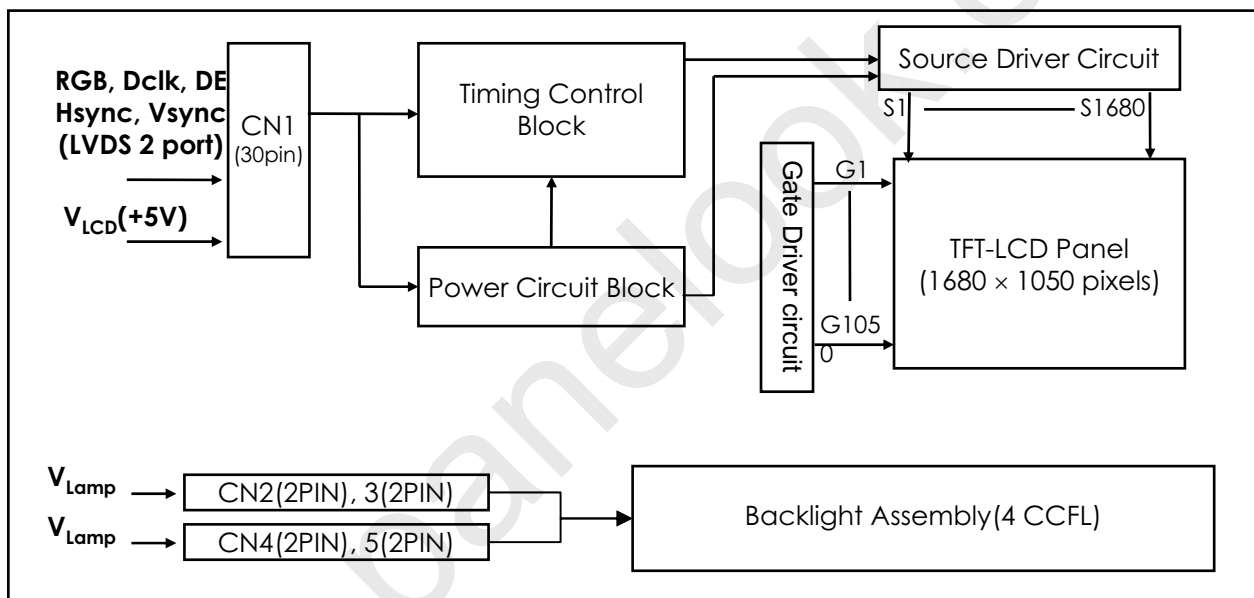 RGB, Dclk, DE
Hsync, Vsync
(LVDS 2 port)
VLCD(+5V)
CN1
(30pin)
Timing Control
Block
Power Circuit Block
Source Driver Circuit
S1
S1680
Gate Driver circuit
G1
G105
0
TFT-LCD Panel
(1680 × 1050 pixels)
VLamp
CN2(2PIN), 3(2PIN)
VLamp
CN4(2PIN), 5(2PIN)
Backlight Assembly(4 CCFL)
panelook.